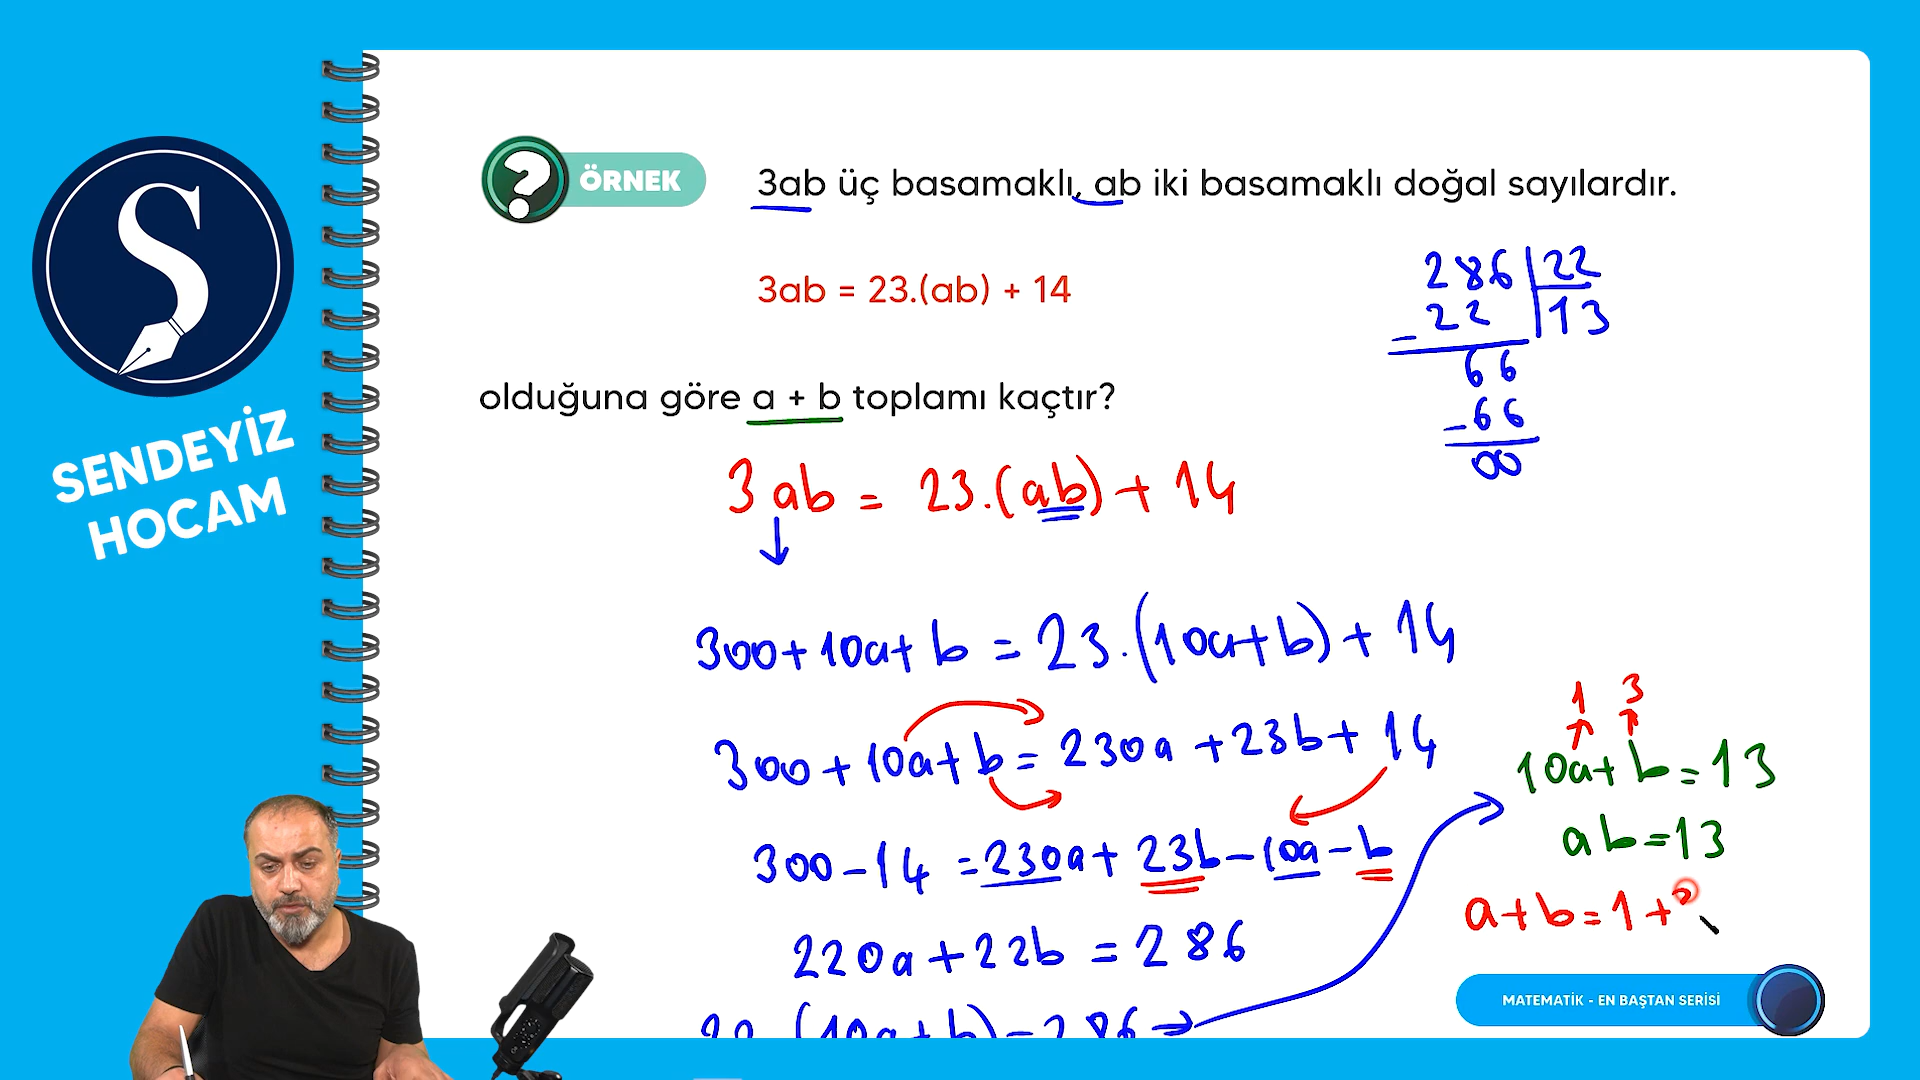 SENDEYİZ
HOCAM
ÖRNEK
3ab üç basamaklı, ab iki basamaklı doğal sayılardır.
3ab = 23.(ab) + 14
olduğuna göre a + b toplamı kaçtır?
286 22
22 13
66
-66
00
3ab = 23.(ab) + 14
300+10a+b = 23.(10a+b)+14
300+10a+b=230a+23b+14
300-14=230a+23b-10a-b
220a+22b=286
(10a+b)=286
1 3
10a+b=13
ab=13
a+b=1+
MATEMATİK - EN BAŞTAN SERİSİ